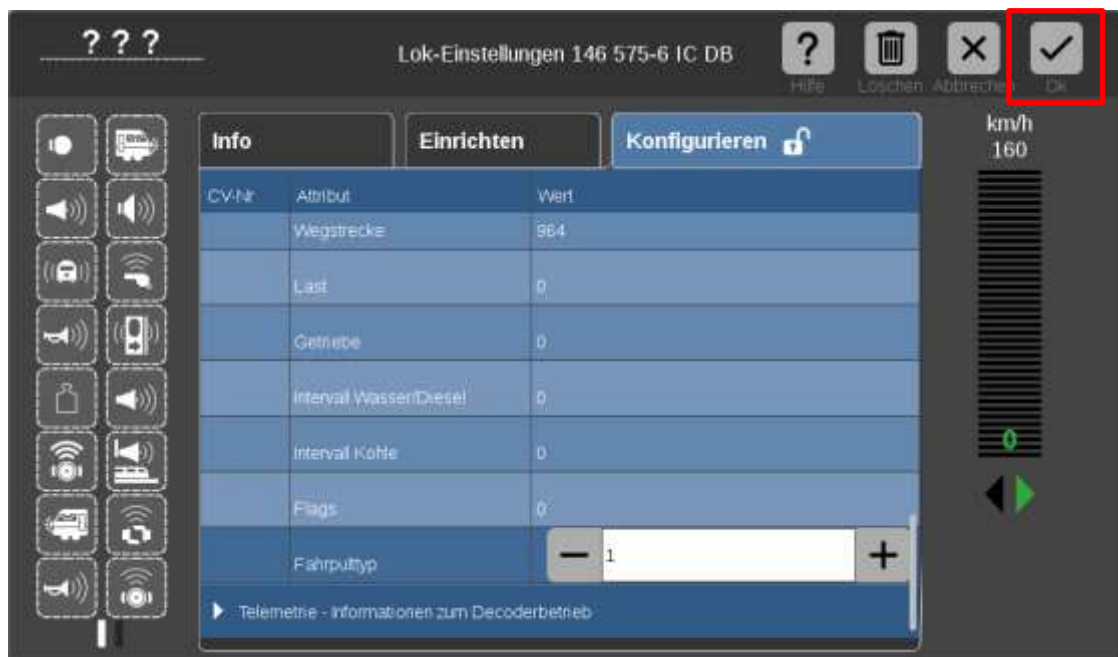 ? ? ?
Lok-Einstellungen 146 575-6 IC DB
?
Hilfe
Löschen
Abbrechen
Ok
Info
Einrichten
Konfigurieren
km/h
160
CV-Nr
Attribut
Wert
Wegstrecke
964
Last
0
Getriebe
0
Intervall Wasser/Diesel
0
Intervall Kohle
0
Flags
0
Fahrpulttyp
1
Telemetrie - Informationen zum Decoderbetrieb
0